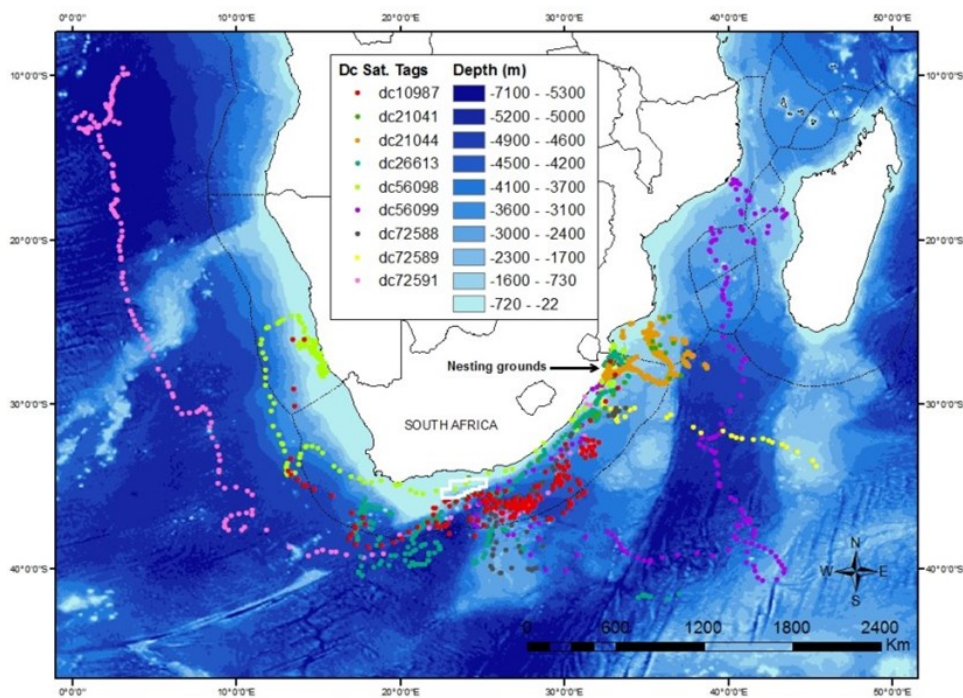 0°0'0" 10°0'0"E 20°0'0"E 30°0'0"E 40°0'0"E 50°0'0"E
10°0'0"S 10°0'0"S
Dc Sat. Tags Depth (m)
dc10987 -7100 - -5300
dc21041 -5200 - -5000
dc21044 -4900 - -4600
dc26613 -4500 - -4200
dc56098 -4100 - -3700
dc56099 -3600 - -3100
dc72588 -3000 - -2400
dc72589 -2300 - -1700
dc72591 -1600 - -730
-720 - -22
20°0'0"S 20°0'0"S
Nesting grounds
30°0'0"S 30°0'0"S
SOUTH AFRICA
40°0'0"S 40°0'0"S
N
W E
S
0 600 1200 1800 2400
Km
0°0'0" 10°0'0"E 20°0'0"E 30°0'0"E 40°0'0"E 50°0'0"E